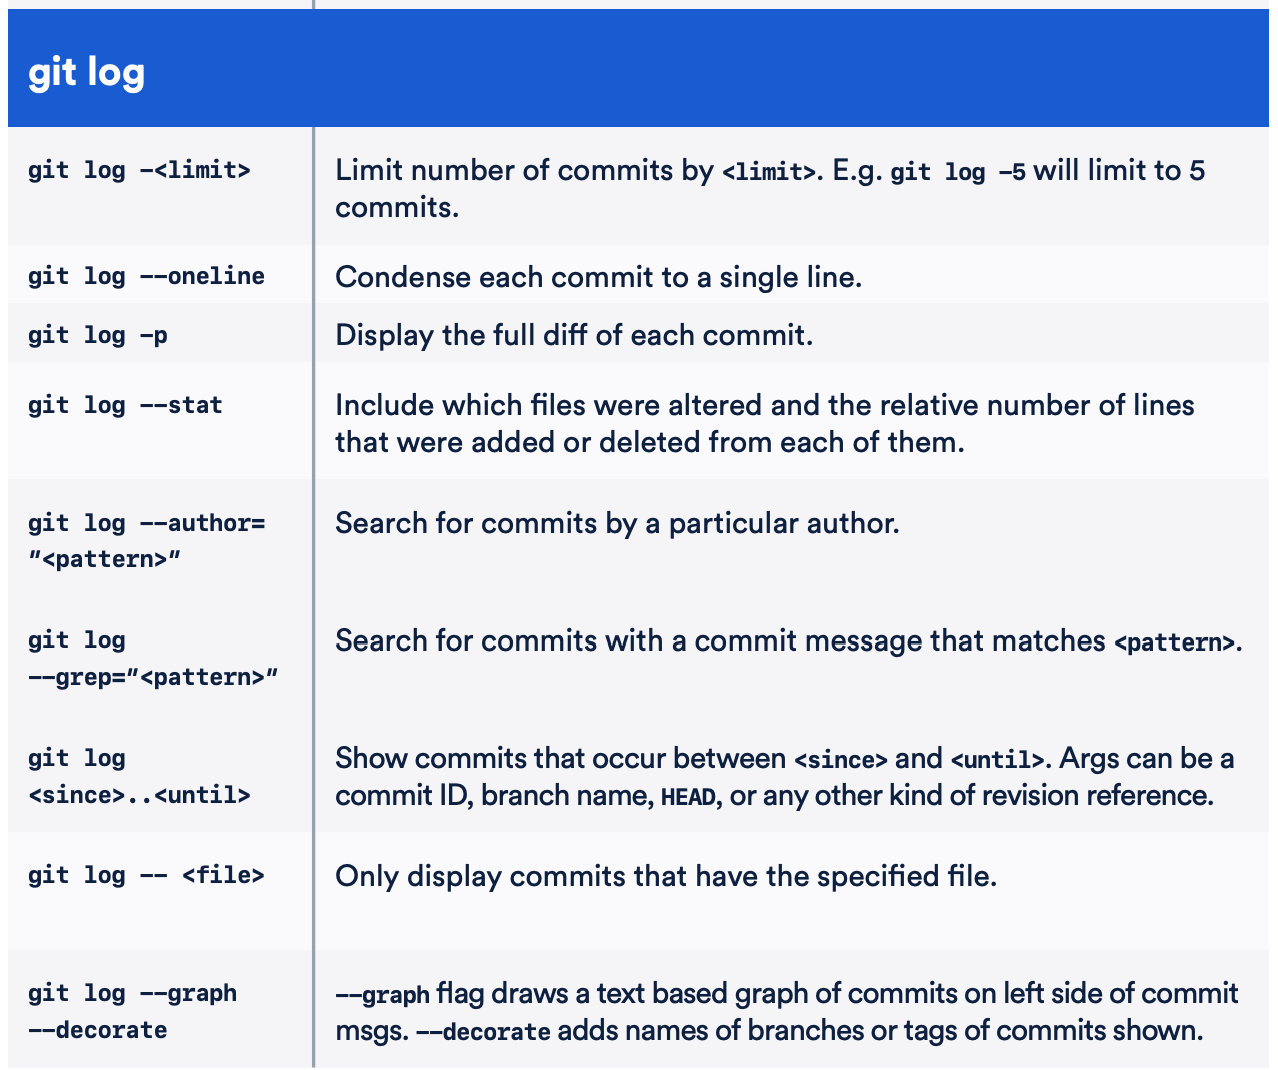 git log
git log -<limit>
Limit number of commits by <limit>. E.g. git log -5 will limit to 5
commits.
git log --oneline
Condense each commit to a single line.
git log -p
Display the full diff of each commit.
git log --stat
Include which files were altered and the relative number of lines
that were added or deleted from each of them.
git log --author=
”<pattern>”
Search for commits by a particular author.
git log
--grep=”<pattern>”
Search for commits with a commit message that matches <pattern>.
git log
<since>..<until>
Show commits that occur between <since> and <until>. Args can be a
commit ID, branch name, HEAD, or any other kind of revision reference.
git log -- <file>
Only display commits that have the specified file.
git log --graph
--decorate
--graph flag draws a text based graph of commits on left side of commit
msgs. --decorate adds names of branches or tags of commits shown.